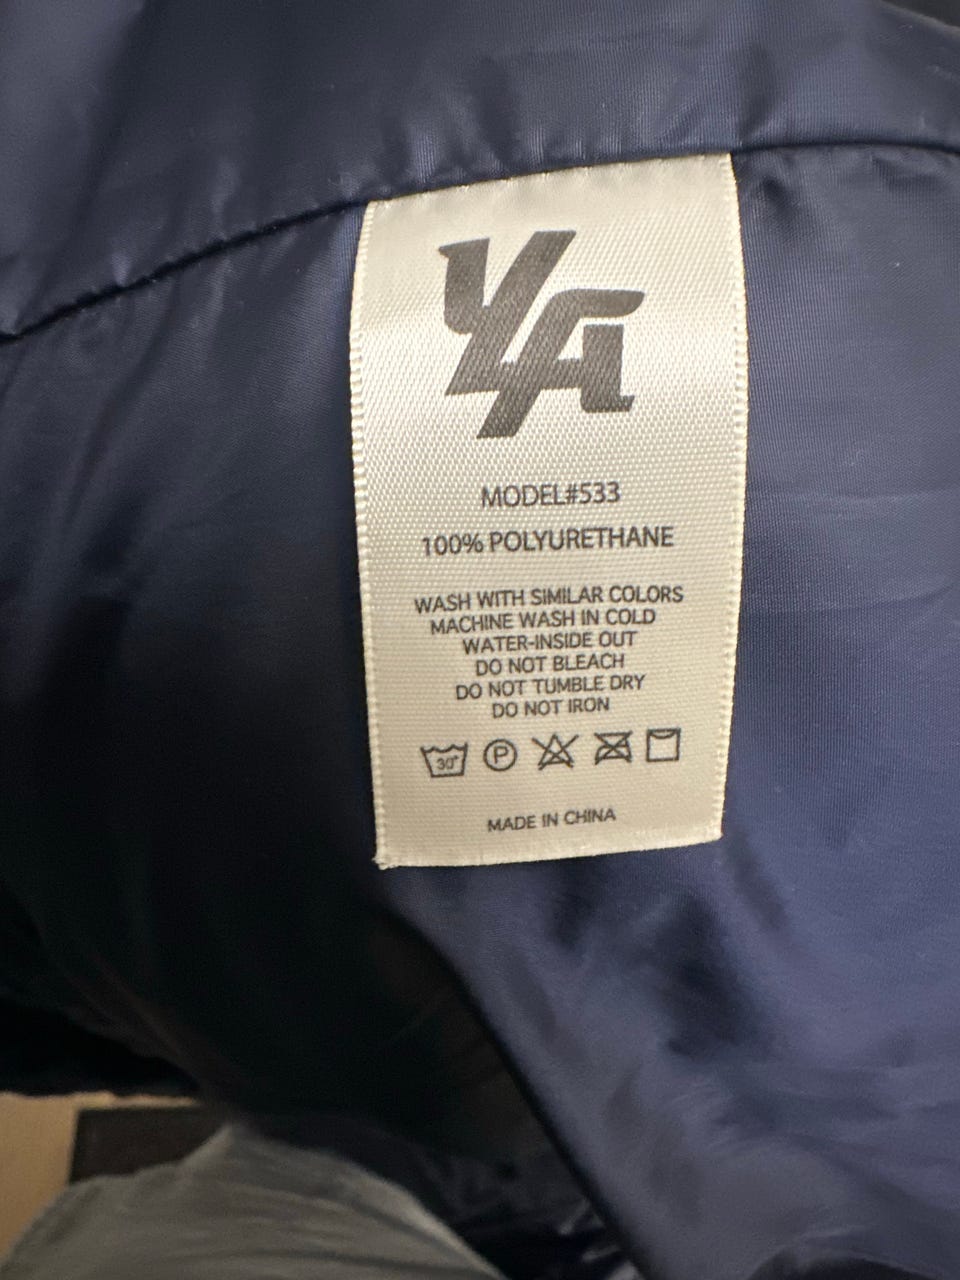 YLA
MODEL#533
100% POLYURETHANE
WASH WITH SIMILAR COLORS
MACHINE WASH IN COLD
WATER-INSIDE OUT
DO NOT BLEACH
DO NOT TUMBLE DRY
DO NOT IRON
30° P
MADE IN CHINA